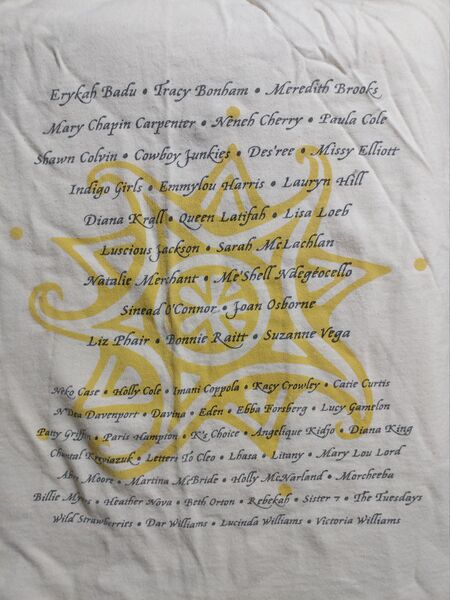 Erykah Badu • Tracy Bonham • Meredith Brooks
Mary Chapin Carpenter • Neneh Cherry • Paula Cole
Shawn Colvin • Cowboy Junkies • Des'ree • Missy Elliott
Indigo Girls • Emmylou Harris • Lauryn Hill
Diana Krall • Queen Latifah • Lisa Loeb
Luscious Jackson • Sarah McLachlan
Natalie Merchant • Me'Shell Ndegéocello
Sinead O'Connor • Joan Osborne
Liz Phair • Bonnie Raitt • Suzanne Vega
Neko Case • Holly Cole • Imani Coppola • Kacy Crowley • Catie Curtis
N'Dea Davenport • Davina • Eden • Ebba Forsberg • Lucy Gamelon
Patty Griffin • Paris Hampton • K's Choice • Angelique Kidjo • Diana King
Chantal Kreviazuk • Letters To Cleo • Lhasa • Litany • Mary Lou Lord
Abra Moore • Martina McBride • Holly McNarland • Morcheeba
Billie Myers • Heather Nova • Beth Orton • Rebekah • Sister 7 • The Tuesdays
Wild Strawberries • Dar Williams • Lucinda Williams • Victoria Williams